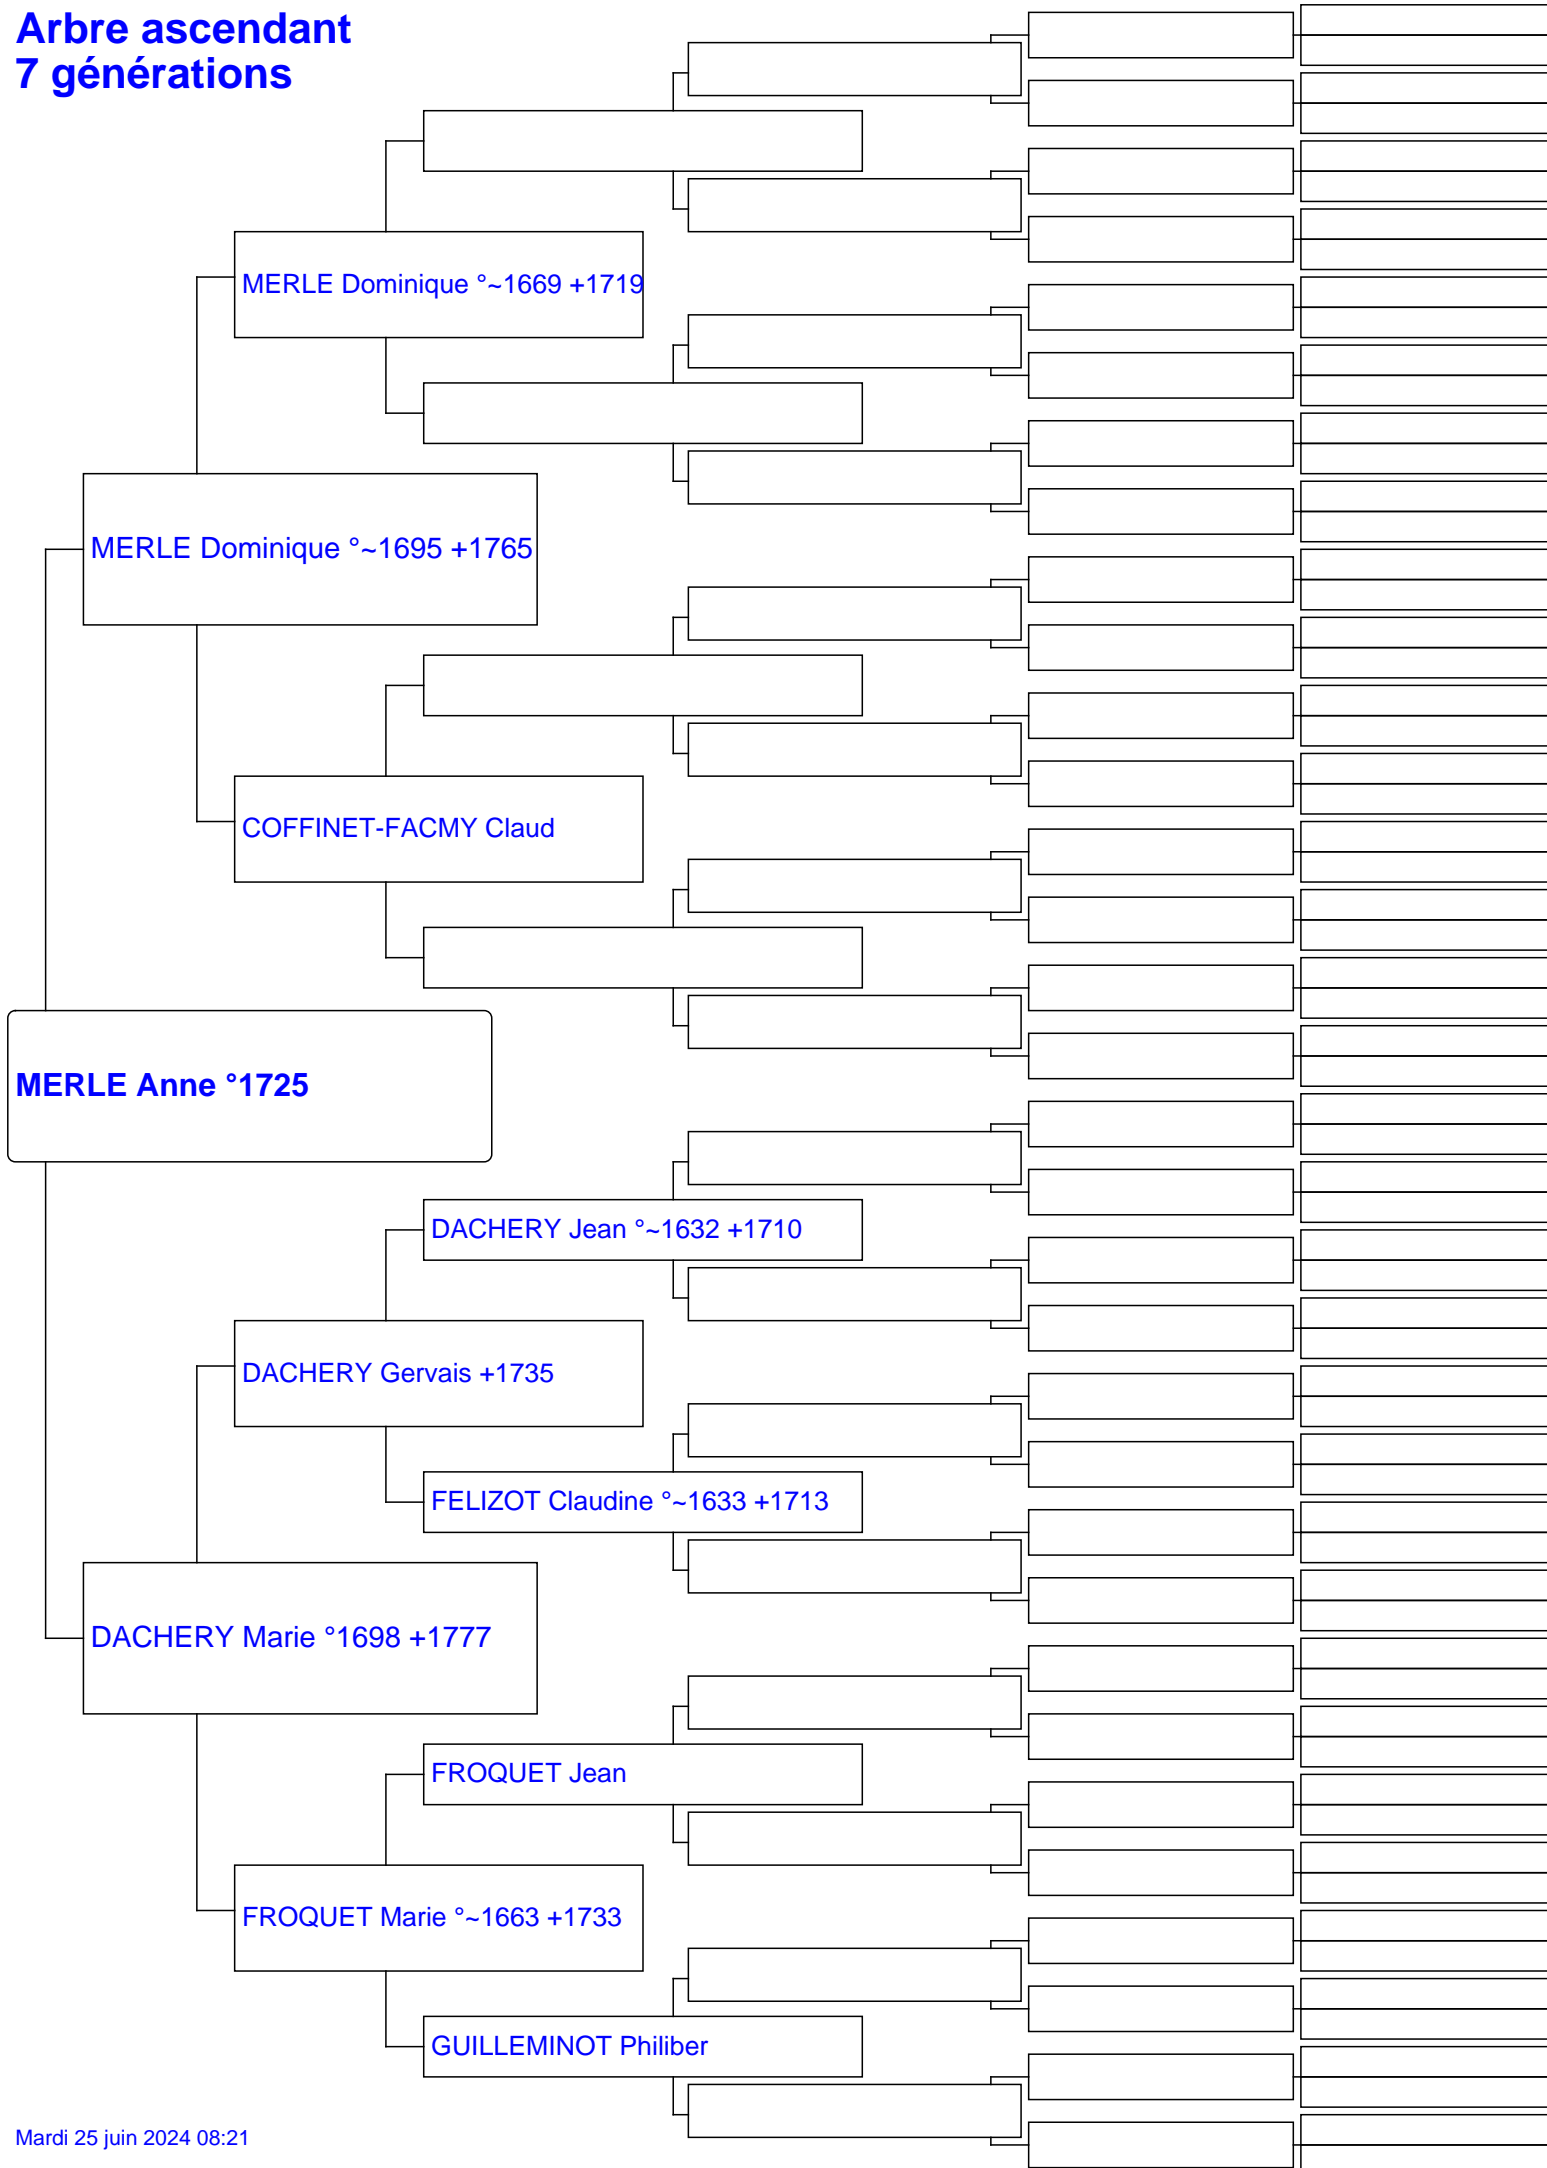 Arbre ascendant
7 générations
MERLE Dominique °~1669 +1719
MERLE Dominique °~1695 +1765
COFFINET-FACMY Claud
MERLE Anne °1725
DACHERY Jean °~1632 +1710
DACHERY Gervais +1735
FELIZOT Claudine °~1633 +1713
DACHERY Marie °1698 +1777
FROQUET Jean
FROQUET Marie °~1663 +1733
GUILLEMINOT Philiber
Mardi 25 juin 2024 08:21